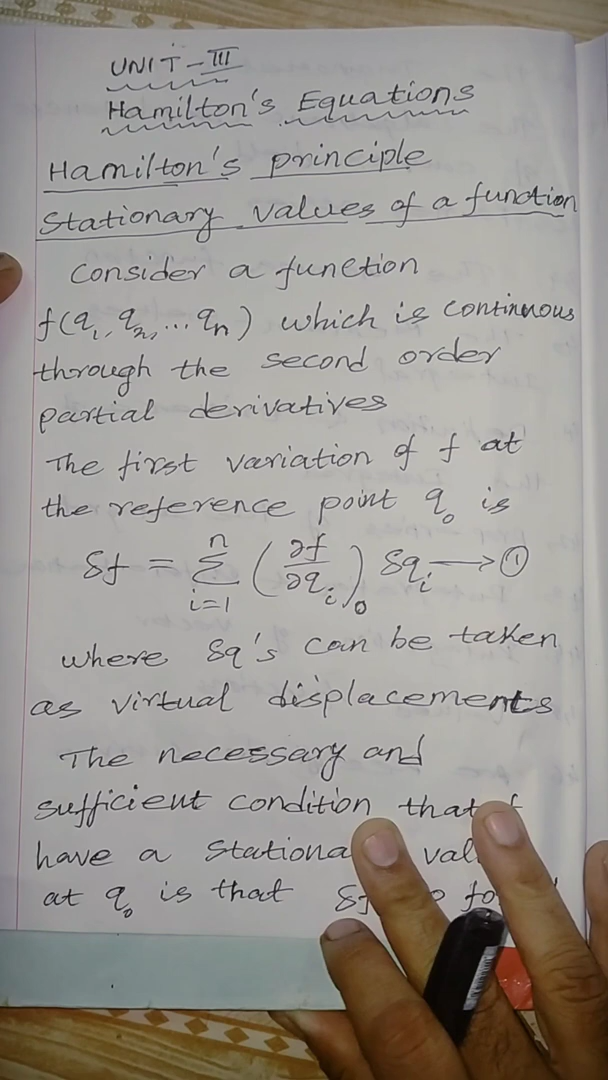 UNIT-III
Hamilton's Equations
Hamilton's principle
Stationary values of a function
Consider a function
f(q₁, q₂, ... qₙ) which is continuous
through the second order
partial derivatives
The first variation of f at
the reference point q₀ is
δf = Σⁿᵢ₌₁ (∂f/∂qᵢ)₀ δqᵢ → ①
where δq's can be taken
as virtual displacements
The necessary and
sufficient condition that
have a
at q₀ is that